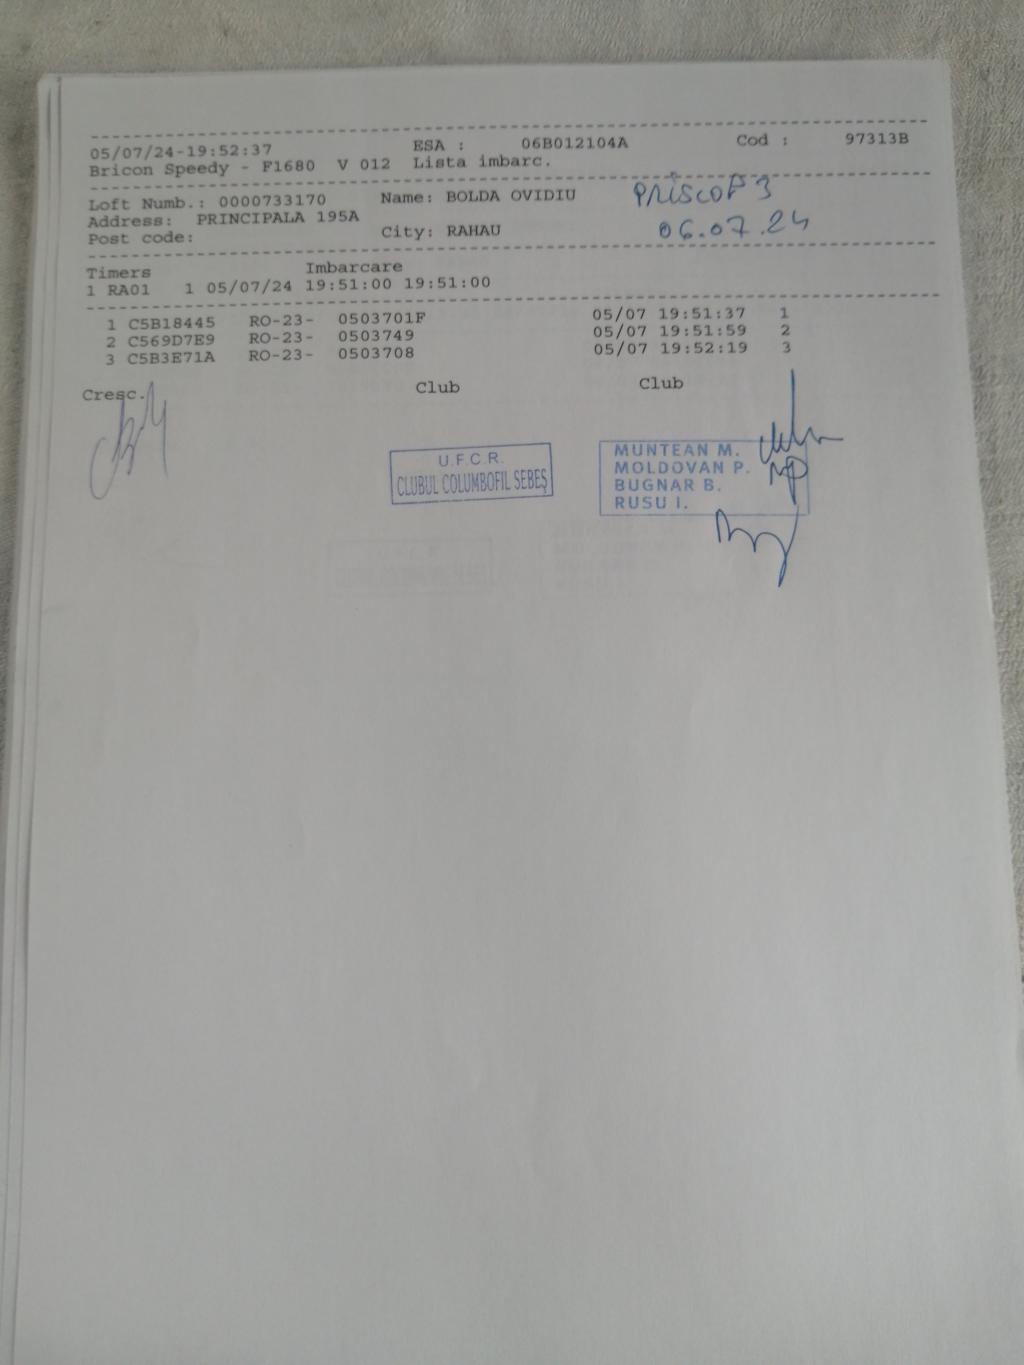 05/07/24-19:52:37 ESA : 06B012104A Cod : 97313B
Bricon Speedy - F1680 V 012 Lista imbarc.
Loft Numb.: 0000733170 Name: BOLDA OVIDIU PRISCOP 3
Address: PRINCIPALA 195A
Post code: City: RAHAU 06.07.24
Timers Imbarcare
1 RA01 1 05/07/24 19:51:00 19:51:00
1 C5B18445 RO-23- 0503701F 05/07 19:51:37 1
2 C569D7E9 RO-23- 0503749 05/07 19:51:59 2
3 C5B3E71A RO-23- 0503708 05/07 19:52:19 3
Cresc. Club Club
U.F.C.R.
CLUBUL COLUMBOFIL SEBEȘ
MUNTEAN M.
MOLDOVAN P.
BUGNAR B.
RUSU I.